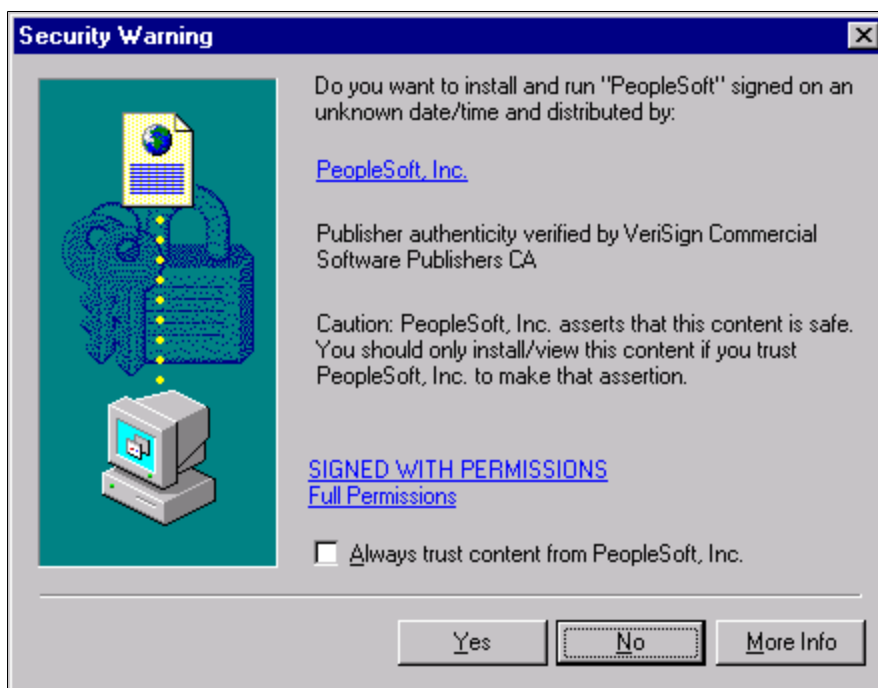 Security Warning
Do you want to install and run "PeopleSoft" signed on an
unknown date/time and distributed by:
PeopleSoft, Inc.
Publisher authenticity verified by VeriSign Commercial
Software Publishers CA
Caution: PeopleSoft, Inc. asserts that this content is safe.
You should only install/view this content if you trust
PeopleSoft, Inc. to make that assertion.
SIGNED WITH PERMISSIONS
Full Permissions
Always trust content from PeopleSoft, Inc.
Yes No More Info